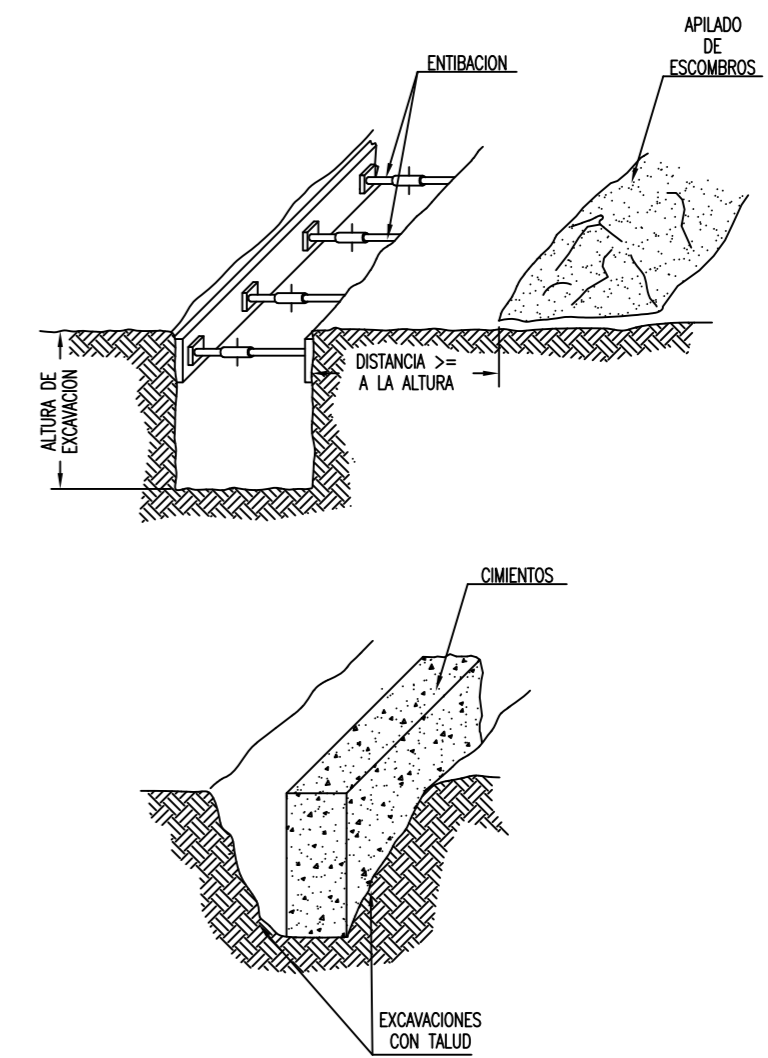 APILADO
DE
ESCOMBROS
ENTIBACION
DISTANCIA >=
A LA ALTURA
ALTURA DE
EXCAVACION
CIMIENTOS
EXCAVACIONES
CON TALUD